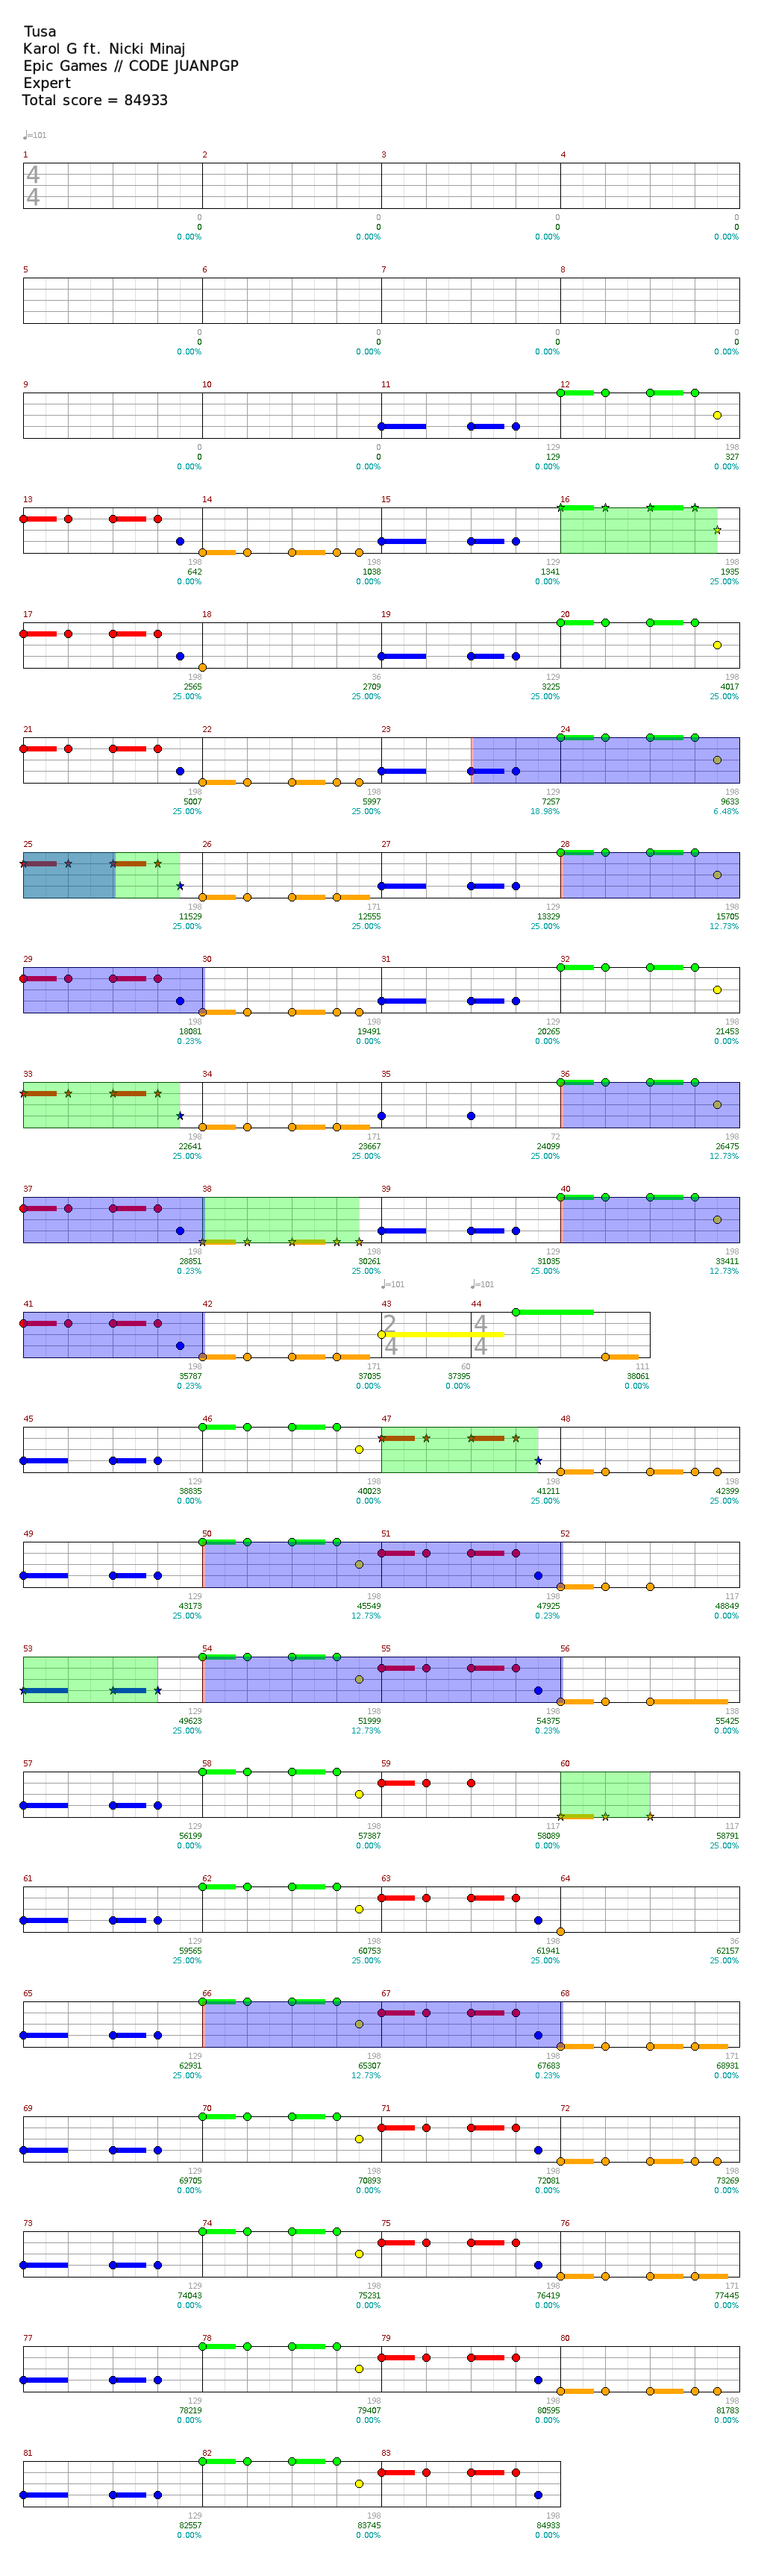 Tusa
Karol G ft. Nicki Minaj
Epic Games // CODE JUANPGP
Expert
Total score = 84933
♩=101
1 2 3 4
4
4
0 0 0 0
0 0 0 0
0.00% 0.00% 0.00% 0.00%
5 6 7 8
0 0 0 0
0 0 0 0
0.00% 0.00% 0.00% 0.00%
9 10 11 12
0 0 129 198
0 0 129 327
0.00% 0.00% 0.00% 0.00%
13 14 15 16
198 198 129 198
642 1038 1341 1935
0.00% 0.00% 0.00% 25.00%
17 18 19 20
198 36 129 198
2565 2709 3225 4017
25.00% 25.00% 25.00% 25.00%
21 22 23 24
198 198 129 198
5007 5997 7257 9633
25.00% 25.00% 18.98% 6.48%
25 26 27 28
198 171 129 198
11529 12555 13329 15705
25.00% 25.00% 25.00% 12.73%
29 30 31 32
198 198 129 198
18081 19491 20265 21453
0.23% 0.00% 0.00% 0.00%
33 34 35 36
198 171 72 198
22641 23667 24099 26475
25.00% 25.00% 25.00% 12.73%
37 38 39 40
198 198 129 198
28851 30261 31035 33411
0.23% 25.00% 25.00% 12.73%
♩=101 ♩=101
41 42 43 44
2 4
4 4
198 171 60 111
35787 37035 37395 38061
0.23% 0.00% 0.00% 0.00%
45 46 47 48
129 198 198 198
38835 40023 41211 42399
0.00% 0.00% 25.00% 25.00%
49 50 51 52
129 198 198 117
43173 45549 47925 48849
25.00% 12.73% 0.23% 0.00%
53 54 55 56
129 198 198 138
49623 51999 54375 55425
25.00% 12.73% 0.23% 0.00%
57 58 59 60
129 198 117 117
56199 57387 58089 58791
0.00% 0.00% 0.00% 25.00%
61 62 63 64
129 198 198 36
59565 60753 61941 62157
25.00% 25.00% 25.00% 25.00%
65 66 67 68
129 198 198 171
62931 65307 67683 68931
25.00% 12.73% 0.23% 0.00%
69 70 71 72
129 198 198 198
69705 70893 72081 73269
0.00% 0.00% 0.00% 0.00%
73 74 75 76
129 198 198 171
74043 75231 76419 77445
0.00% 0.00% 0.00% 0.00%
77 78 79 80
129 198 198 198
78219 79407 80595 81783
0.00% 0.00% 0.00% 0.00%
81 82 83
129 198 198
82557 83745 84933
0.00% 0.00% 0.00%